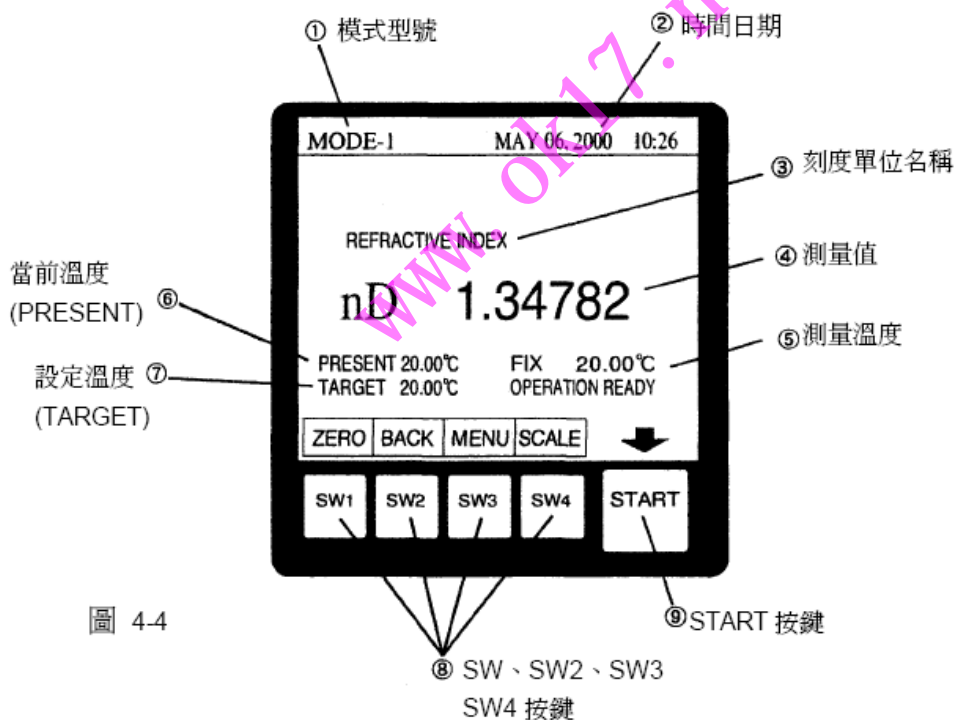 ① 模式型號
② 時間日期
MODE-1 MAY 06, 2000 10:26
③ 刻度單位名稱
REFRACTIVE INDEX
④ 測量值
nD 1.34782
當前溫度
(PRESENT) ⑥
⑤ 測量溫度
PRESENT 20.00℃ FIX 20.00℃
設定溫度 ⑦
(TARGET)
TARGET 20.00℃ OPERATION READY
ZERO BACK MENU SCALE
SW1 SW2 SW3 SW4 START
圖 4-4
⑨START 按鍵
⑧ SW、SW2、SW3
SW4 按鍵
www.ok17.